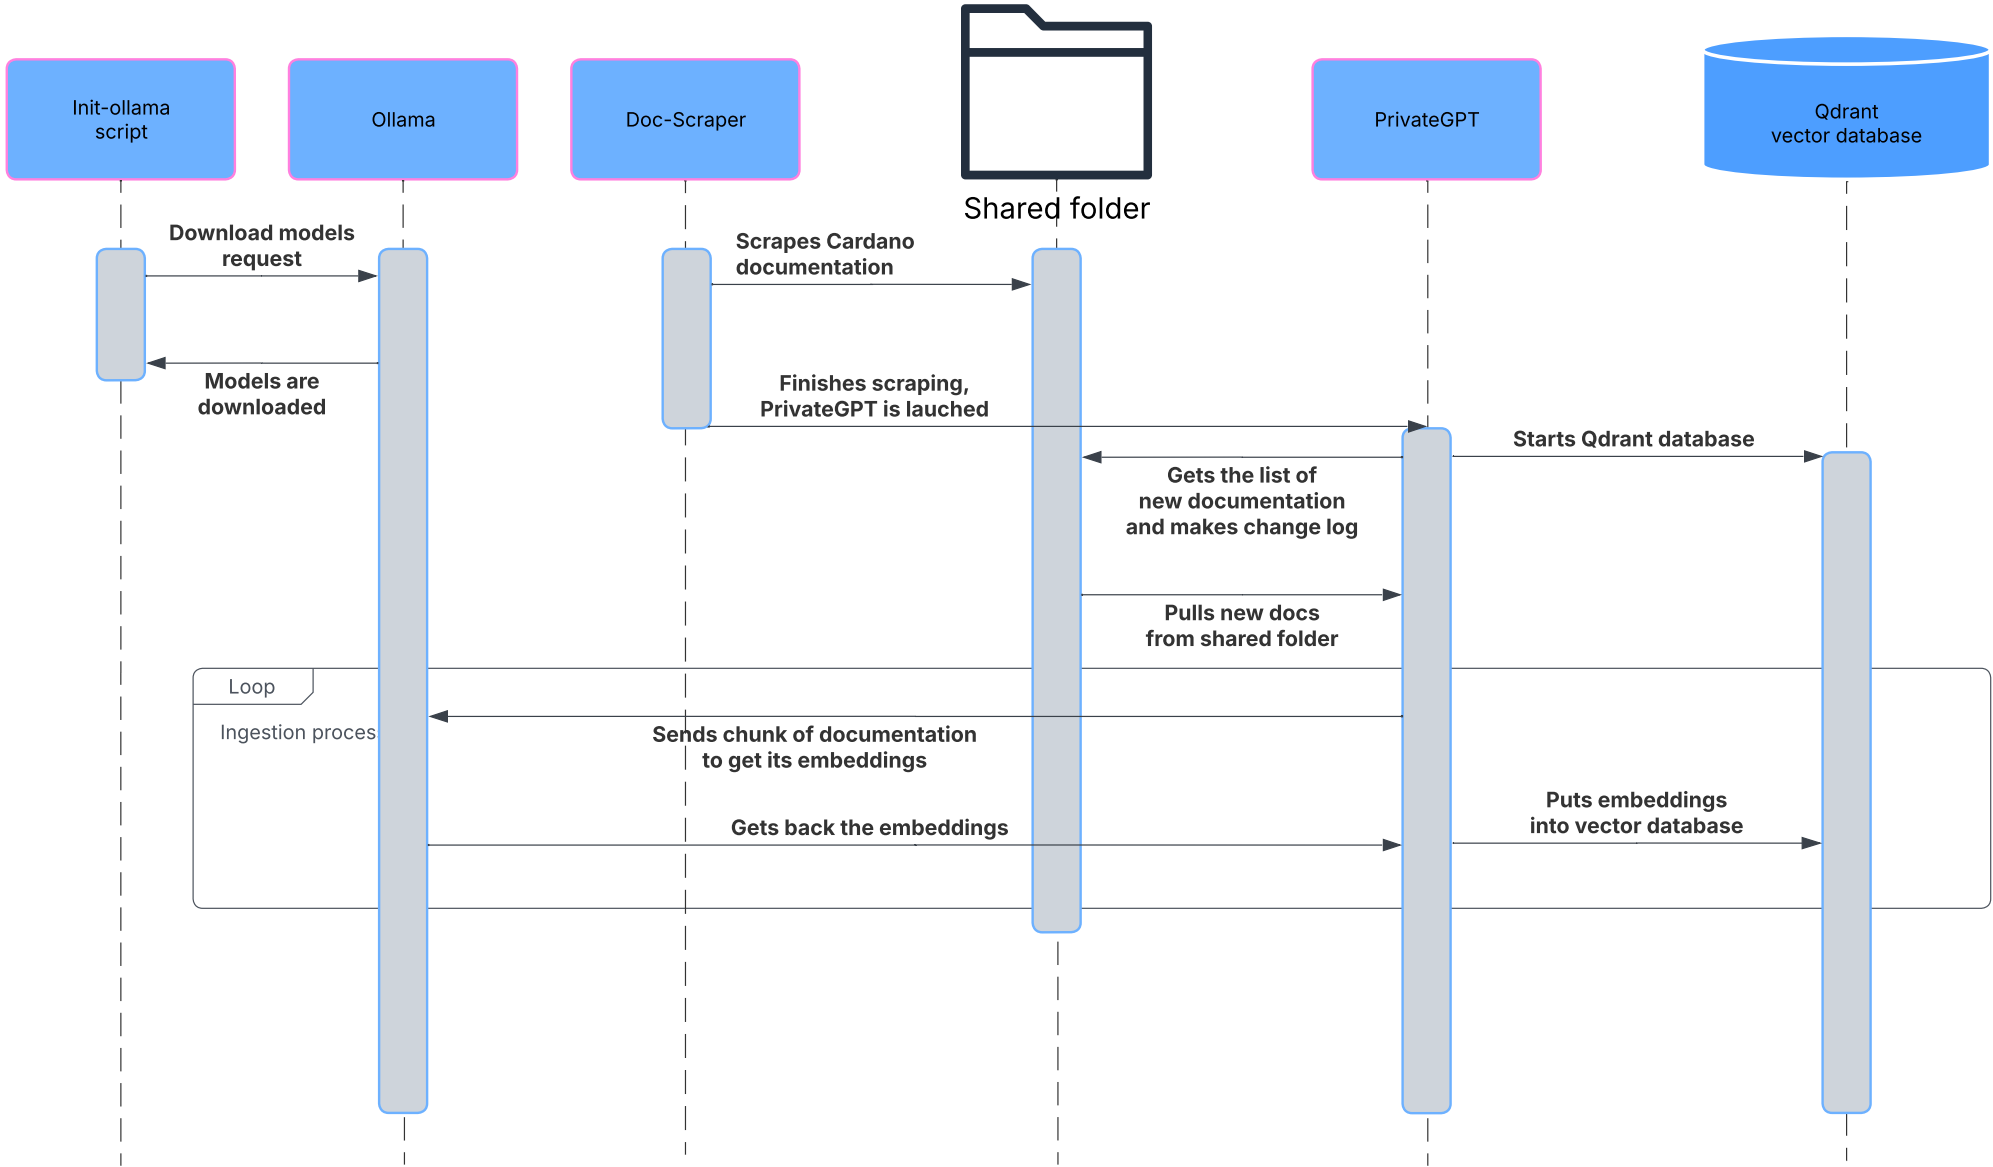 Init-ollama
script
Ollama
Doc-Scraper
Shared folder
PrivateGPT
Qdrant
vector database
Download models
request
Scrapes Cardano
documentation
Models are
downloaded
Finishes scraping,
PrivateGPT is lauched
Starts Qdrant database
Gets the list of
new documentation
and makes change log
Pulls new docs
from shared folder
Loop
Ingestion proces
Sends chunk of documentation
to get its embeddings
Gets back the embeddings
Puts embeddings
into vector database